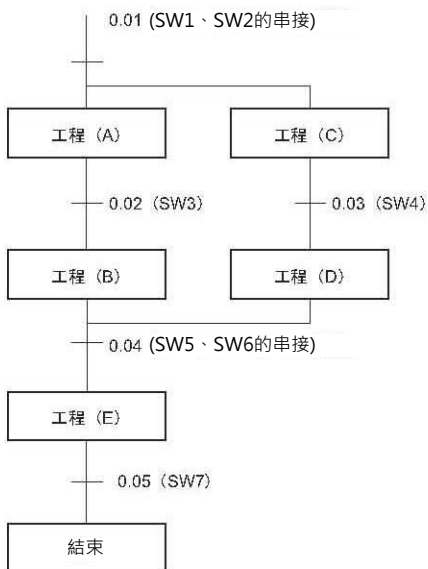 0.01 (SW1、SW2的串接)
工程（A）
工程（C）
0.02（SW3）
0.03（SW4）
工程（B）
工程（D）
0.04 (SW5、SW6的串接)
工程（E）
0.05（SW7）
結束